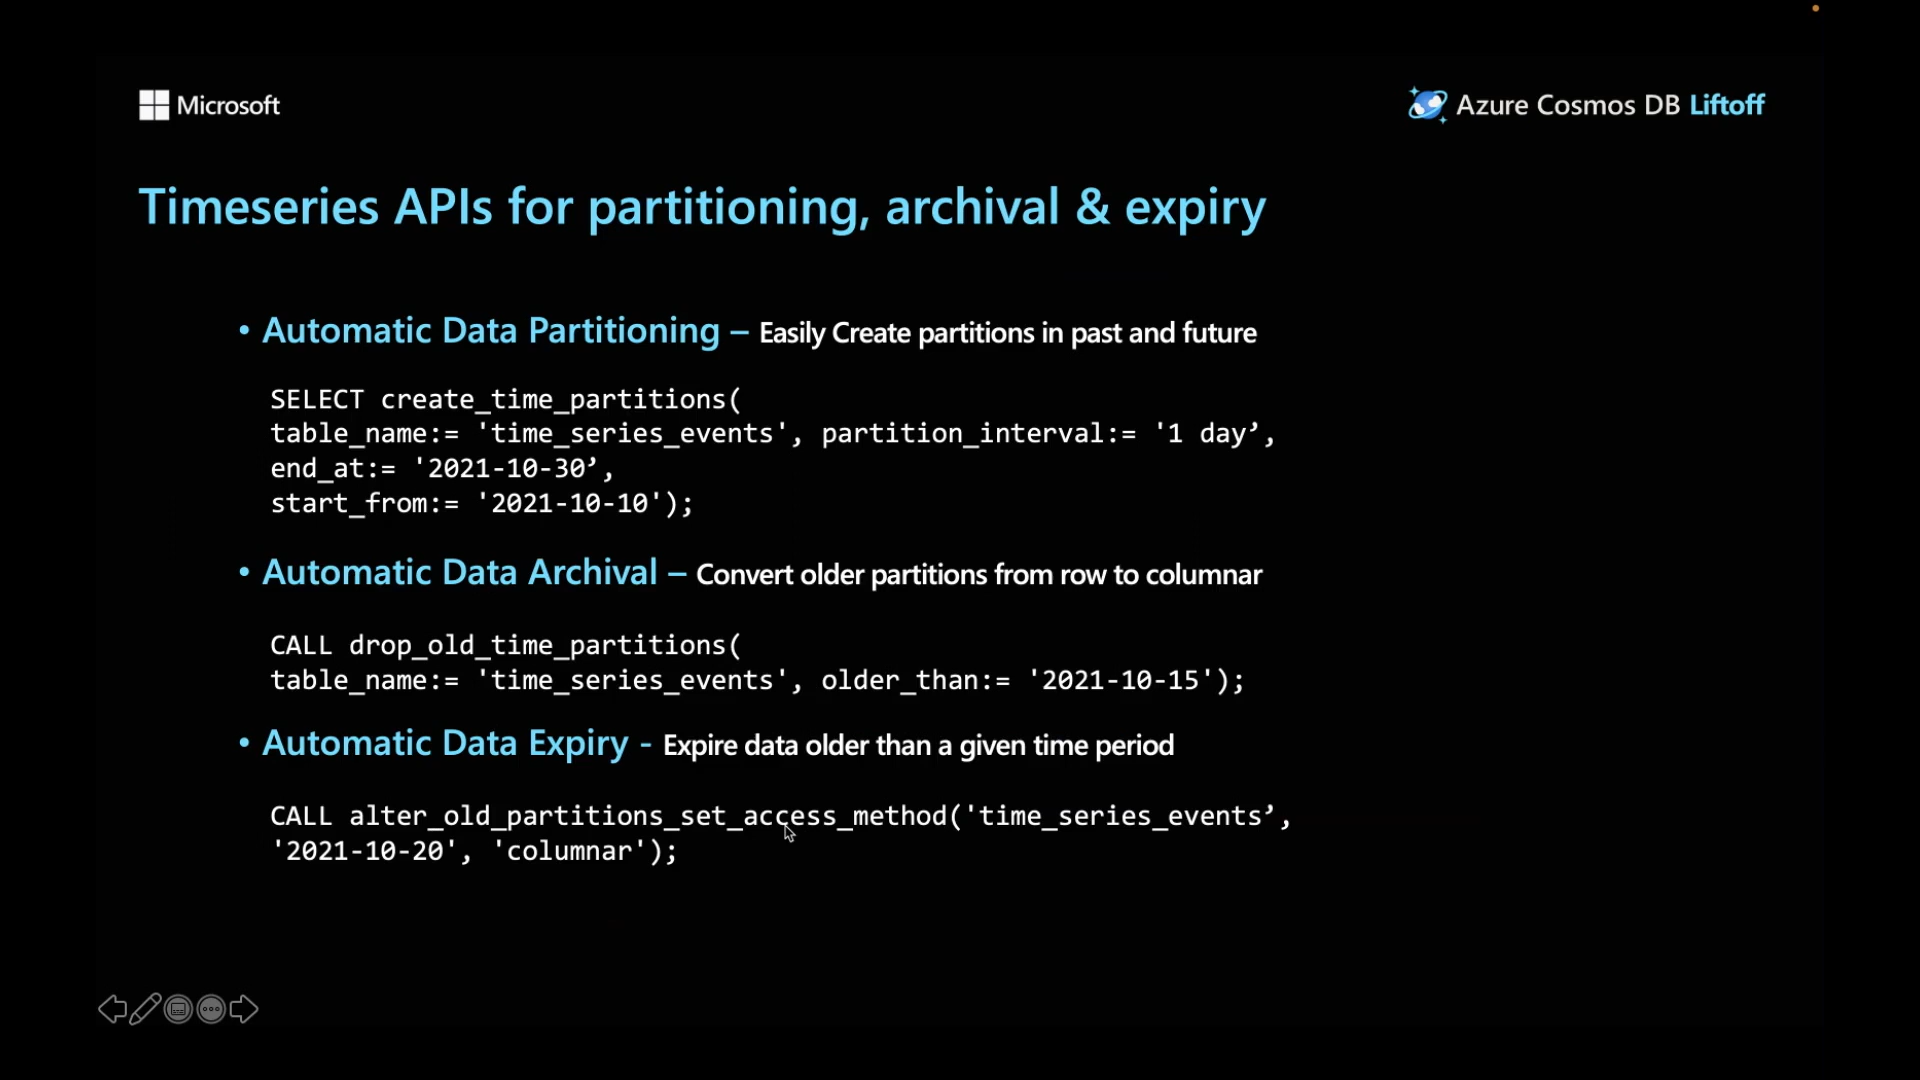 Microsoft
Azure Cosmos DB Liftoff
Timeseries APIs for partitioning, archival & expiry
• Automatic Data Partitioning – Easily Create partitions in past and future
SELECT create_time_partitions(
table_name:= 'time_series_events', partition_interval:= '1 day’,
end_at:= '2021-10-30’,
start_from:= '2021-10-10');
• Automatic Data Archival – Convert older partitions from row to columnar
CALL drop_old_time_partitions(
table_name:= 'time_series_events', older_than:= '2021-10-15');
• Automatic Data Expiry - Expire data older than a given time period
CALL alter_old_partitions_set_access_method('time_series_events’,
'2021-10-20', 'columnar');